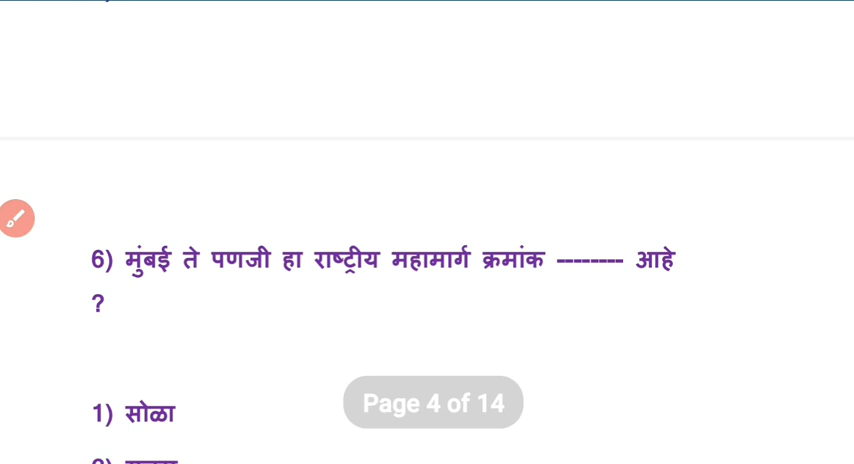 6) मुंबई ते पणजी हा राष्ट्रीय महामार्ग क्रमांक -------- आहे
?
1) सोळा
Page 4 of 14